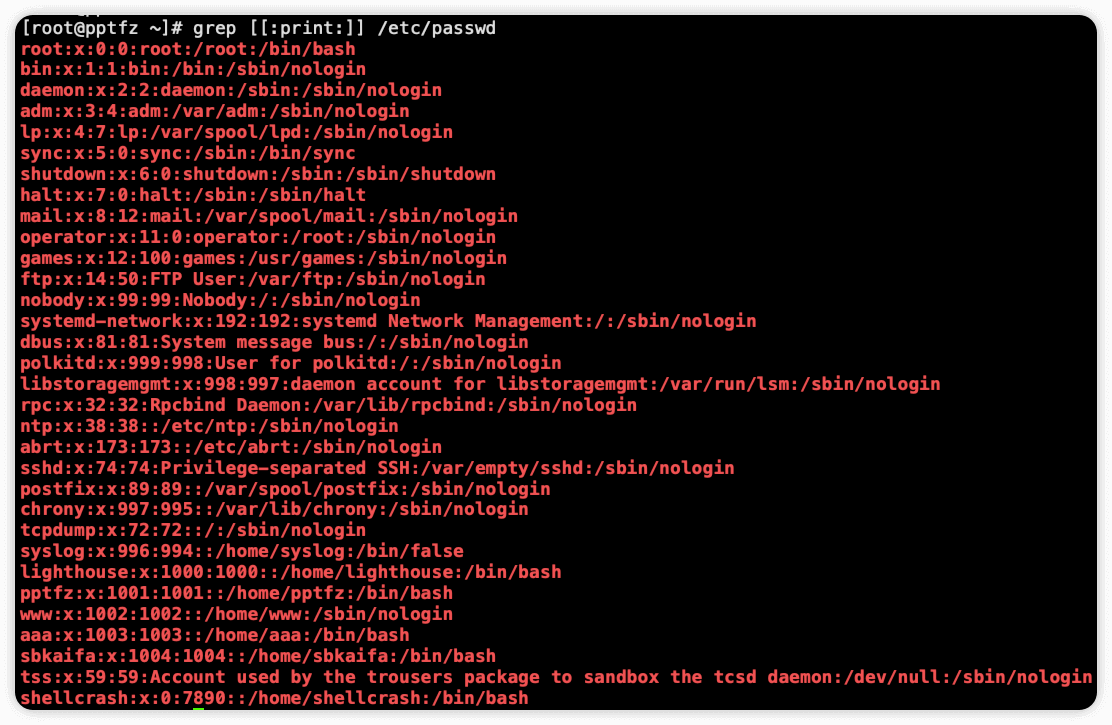 [root@pptfz ~]# grep [[:print:]] /etc/passwd
root:x:0:0:root:/root:/bin/bash
bin:x:1:1:bin:/bin:/sbin/nologin
daemon:x:2:2:daemon:/sbin:/sbin/nologin
adm:x:3:4:adm:/var/adm:/sbin/nologin
lp:x:4:7:lp:/var/spool/lpd:/sbin/nologin
sync:x:5:0:sync:/sbin:/bin/sync
shutdown:x:6:0:shutdown:/sbin:/sbin/shutdown
halt:x:7:0:halt:/sbin:/sbin/halt
mail:x:8:12:mail:/var/spool/mail:/sbin/nologin
operator:x:11:0:operator:/root:/sbin/nologin
games:x:12:100:games:/usr/games:/sbin/nologin
ftp:x:14:50:FTP User:/var/ftp:/sbin/nologin
nobody:x:99:99:Nobody:/:/sbin/nologin
systemd-network:x:192:192:systemd Network Management:/:/sbin/nologin
dbus:x:81:81:System message bus:/:/sbin/nologin
polkitd:x:999:998:User for polkitd:/:/sbin/nologin
libstoragemgmt:x:998:997:daemon account for libstoragemgmt:/var/run/lsm:/sbin/nologin
rpc:x:32:32:Rpcbind Daemon:/var/lib/rpcbind:/sbin/nologin
ntp:x:38:38::/etc/ntp:/sbin/nologin
abrt:x:173:173::/etc/abrt:/sbin/nologin
sshd:x:74:74:Privilege-separated SSH:/var/empty/sshd:/sbin/nologin
postfix:x:89:89::/var/spool/postfix:/sbin/nologin
chrony:x:997:995::/var/lib/chrony:/sbin/nologin
tcpdump:x:72:72::/:/sbin/nologin
syslog:x:996:994::/home/syslog:/bin/false
lighthouse:x:1000:1000::/home/lighthouse:/bin/bash
pptfz:x:1001:1001::/home/pptfz:/bin/bash
www:x:1002:1002::/home/www:/sbin/nologin
aaa:x:1003:1003::/home/aaa:/bin/bash
sbkaifa:x:1004:1004::/home/sbkaifa:/bin/bash
tss:x:59:59:Account used by the trousers package to sandbox the tcsd daemon:/dev/null:/sbin/nologin
shellcrash:x:0:7890::/home/shellcrash:/bin/bash